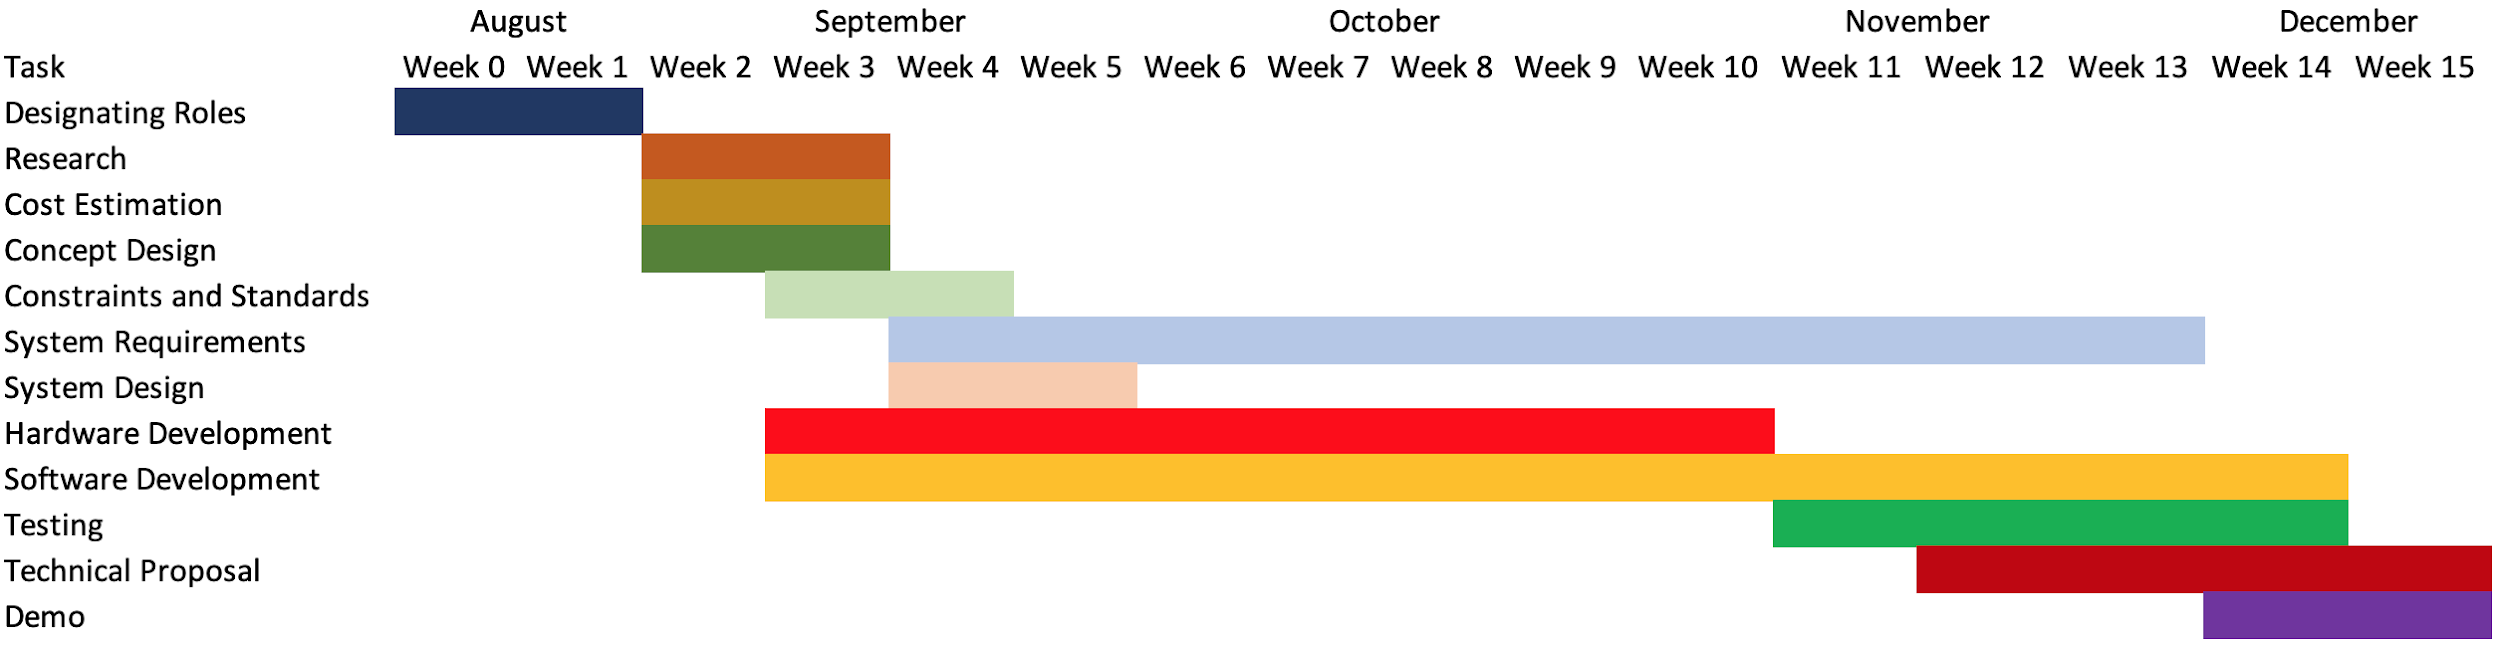 August September October November December
Task Week 0 Week 1 Week 2 Week 3 Week 4 Week 5 Week 6 Week 7 Week 8 Week 9 Week 10 Week 11 Week 12 Week 13 Week 14 Week 15
Designating Roles
Research
Cost Estimation
Concept Design
Constraints and Standards
System Requirements
System Design
Hardware Development
Software Development
Testing
Technical Proposal
Demo